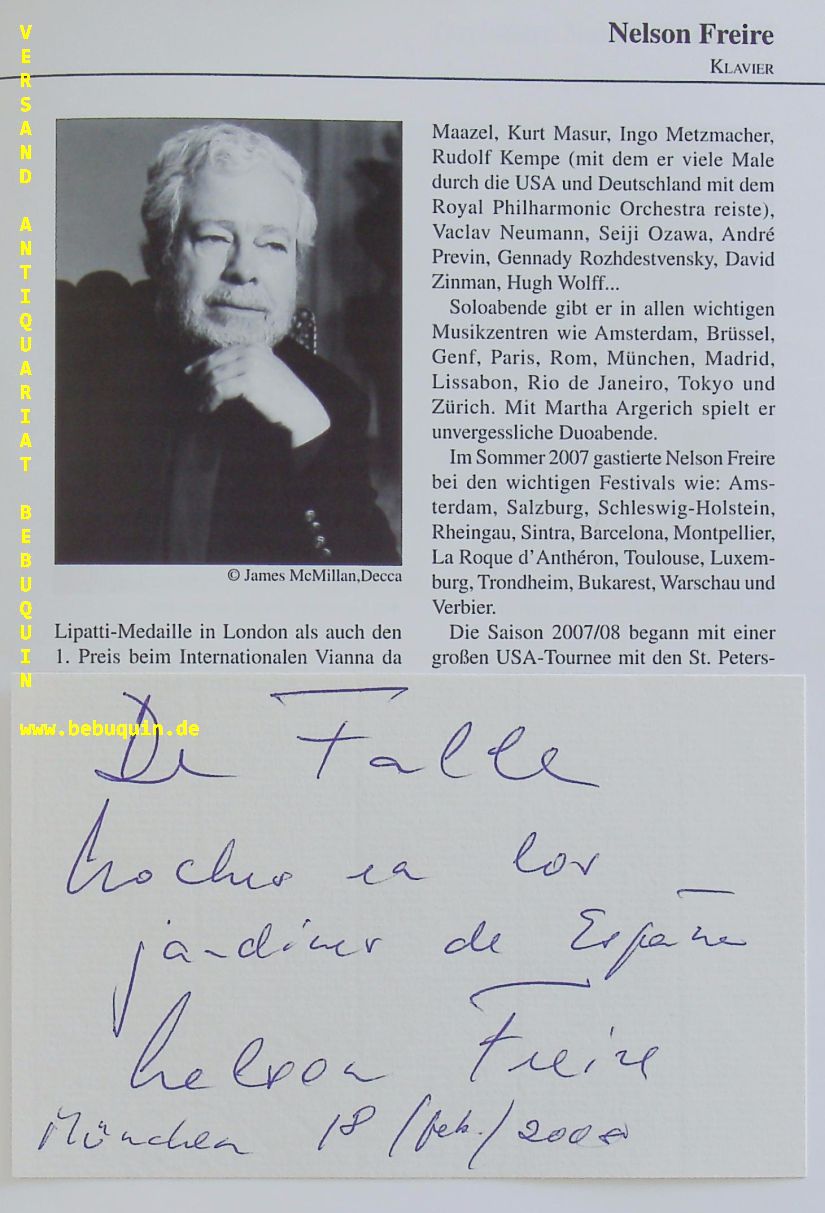 Nelson Freire
KLAVIER
VERSAND ANTIQUARIAT BEBUQUIN
www.bebuquin.de
© James McMillan,Decca
Lipatti-Medaille in London als auch den
1. Preis beim Internationalen Vianna da
Maazel, Kurt Masur, Ingo Metzmacher,
Rudolf Kempe (mit dem er viele Male
durch die USA und Deutschland mit dem
Royal Philharmonic Orchestra reiste),
Vaclav Neumann, Seiji Ozawa, André
Previn, Gennady Rozhdestvensky, David
Zinman, Hugh Wolff...
Soloabende gibt er in allen wichtigen
Musikzentren wie Amsterdam, Brüssel,
Genf, Paris, Rom, München, Madrid,
Lissabon, Rio de Janeiro, Tokyo und
Zürich. Mit Martha Argerich spielt er
unvergessliche Duoabende.
Im Sommer 2007 gastierte Nelson Freire
bei den wichtigen Festivals wie: Ams-
terdam, Salzburg, Schleswig-Holstein,
Rheingau, Sintra, Barcelona, Montpellier,
La Roque d'Anthéron, Toulouse, Luxem-
burg, Trondheim, Bukarest, Warschau und
Verbier.
Die Saison 2007/08 begann mit einer
großen USA-Tournee mit den St. Peters-
De Falla
Noches en los
jardines de España
Nelson Freire
München 18 /feb./ 2008